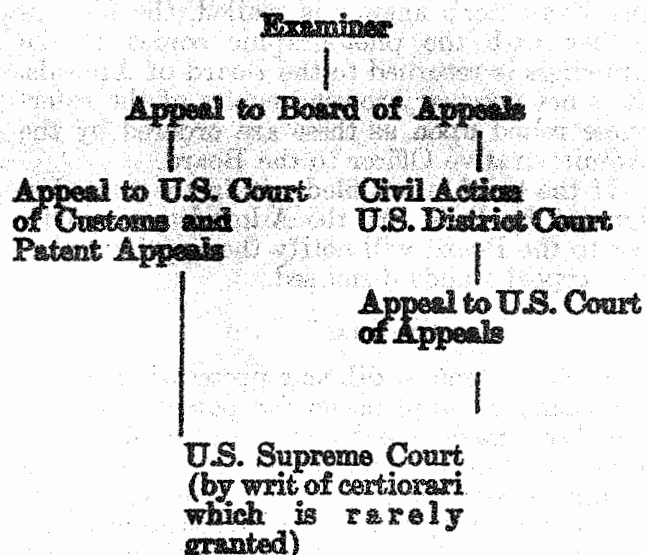 Examiner
Appeal to Board of Appeals
Appeal to U.S. Court
of Customs and
Patent Appeals
Civil Action
U.S. District Court
Appeal to U.S. Court
of Appeals
U.S. Supreme Court
(by writ of certiorari
which is rarely
granted)